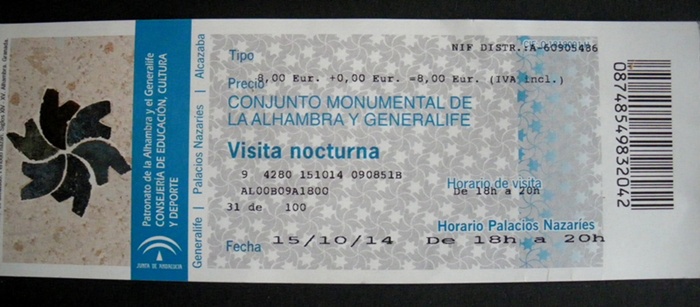 Tipo
NIF DISTR.:A-60905486
Precio 8,00 Eur. +0,00 Eur. =8,00 Eur. (IVA incl.)
CONJUNTO MONUMENTAL DE
LA ALHAMBRA Y GENERALIFE
Visita nocturna
9 4280 151014 090851B
AL00B09A1800
31 de 100
Horario de visita
De 18h a 20h
Horario Palacios Nazaríes
Fecha 15/10/14 De 18h a 20h
08748549832042
Generalife | Palacios Nazaríes | Alcazaba
Patronato de la Alhambra y el Generalife
CONSEJERÍA DE EDUCACIÓN, CULTURA
Y DEPORTE
JUNTA DE ANDALUCIA